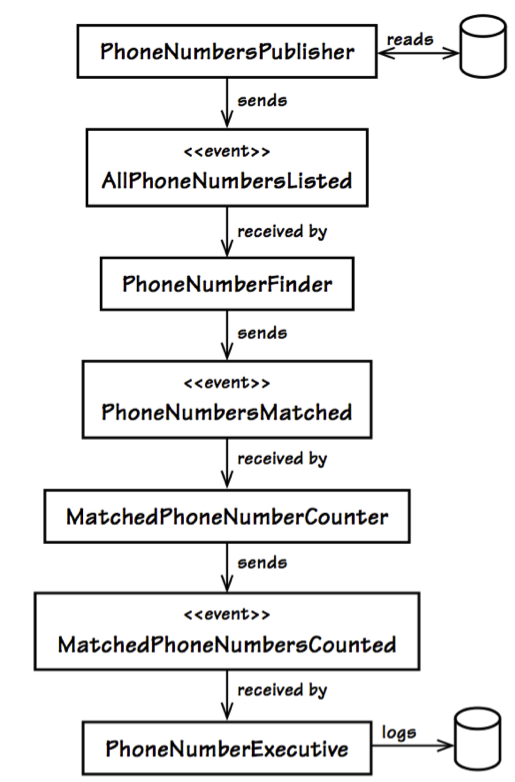 PhoneNumbersPublisher
reads
sends
<<event>>
AllPhoneNumbersListed
received by
PhoneNumberFinder
sends
<<event>>
PhoneNumbersMatched
received by
MatchedPhoneNumberCounter
sends
<<event>>
MatchedPhoneNumbersCounted
received by
PhoneNumberExecutive
logs